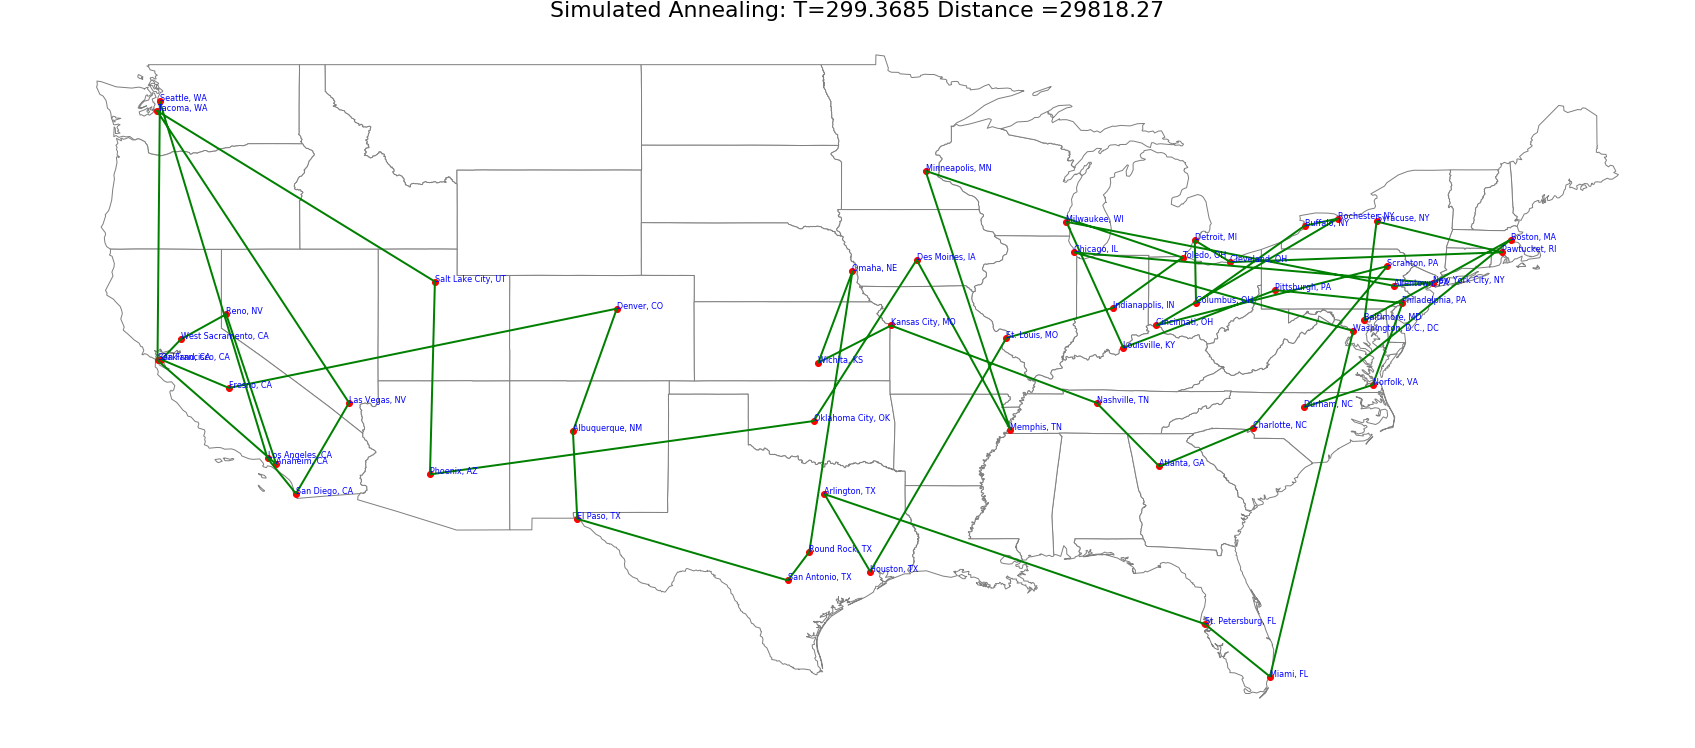 Simulated Annealing: T=299.3685 Distance =29818.27
Seattle, WA
Tacoma, WA
Minneapolis, MN
Milwaukee, WI
Rochester, NY
Syracuse, NY
Buffalo, NY
Detroit, MI
Boston, MA
Chicago, IL
Pawtucket, RI
Toledo, OH
Cleveland, OH
Des Moines, IA
Scranton, PA
Omaha, NE
Salt Lake City, UT
New York City, NY
Allentown, PA
Pittsburgh, PA
Columbus, OH
Philadelphia, PA
Denver, CO
Indianapolis, IN
Reno, NV
Baltimore, MD
Kansas City, MO
Cincinnati, OH
Washington, D.C., DC
West Sacramento, CA
St. Louis, MO
Louisville, KY
San Francisco, CA
Oakland, CA
Wichita, KS
Fresno, CA
Norfolk, VA
Las Vegas, NV
Nashville, TN
Durham, NC
Oklahoma City, OK
Albuquerque, NM
Memphis, TN
Charlotte, NC
Los Angeles, CA
Anaheim, CA
Atlanta, GA
Phoenix, AZ
San Diego, CA
Arlington, TX
El Paso, TX
Round Rock, TX
Houston, TX
San Antonio, TX
St. Petersburg, FL
Miami, FL